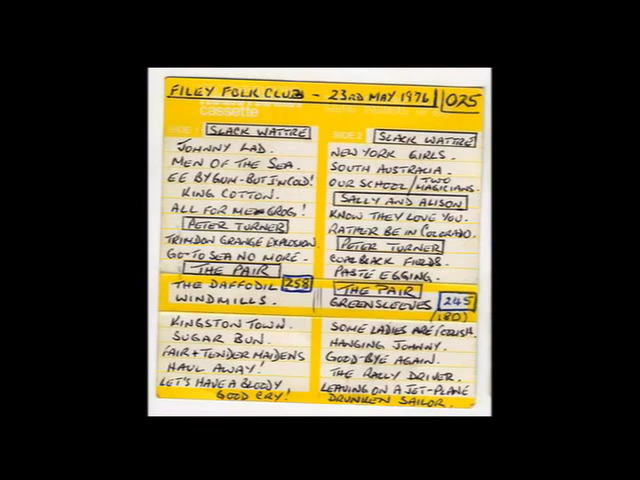 FILEY FOLK CLUB - 23RD MAY 1976 025
cassette
SIDE 1 SLACK WATTRE
JOHNNY LAD.
MEN OF THE SEA.
EE BY GUM - BUT I'M COLD!
KING COTTON.
ALL FOR ME GROG!
PETER TURNER
TRIMDON GRANGE EXPLOSION.
GO TO SEA NO MORE.
THE PAIR
THE DAFFODIL 258
WINDMILLS.
KINGSTON TOWN.
SUGAR BUN.
FAIR + TENDER MAIDENS
HAUL AWAY!
LET'S HAVE A BLOODY
GOOD CRY!
SIDE 2 SLACK WATTRE
NEW YORK GIRLS.
SOUTH AUSTRALIA.
OUR SCHOOL / TWO MAGICIANS.
SALLY AND ALISON
KNOW THEY LOVE YOU.
RATHER BE IN COLORADO.
PETER TURNER
COAL BLACK FIELDS.
PASTE EGGING.
THE PAIR
GREENSLEEVES 245
(80)
SOME LADIES ARE FOOLISH.
HANGING JOHNNY.
GOOD-BYE AGAIN.
THE RALLY DRIVER.
LEAVING ON A JET-PLANE
DRUNKEN SAILOR.